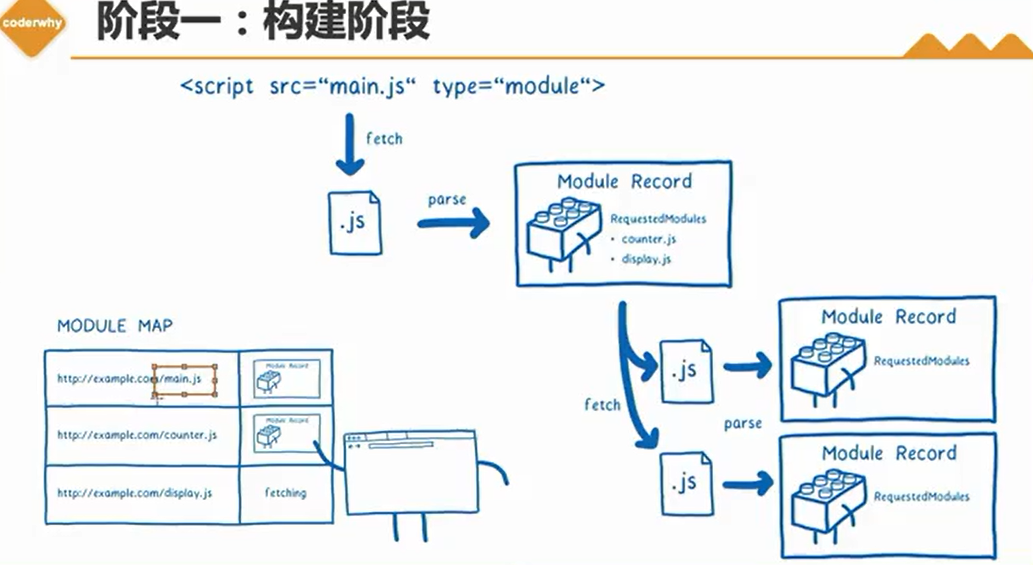 coderwhy
阶段一：构建阶段
<script src=“main.js“ type=“module“>
fetch
.js
parse
Module Record
RequestedModules
• counter.js
• display.js
MODULE MAP
http://example.com/main.js
Module Record
http://example.com/counter.js
Module Record
http://example.com/display.js
fetching
fetch
.js
.js
parse
Module Record
RequestedModules
Module Record
RequestedModules